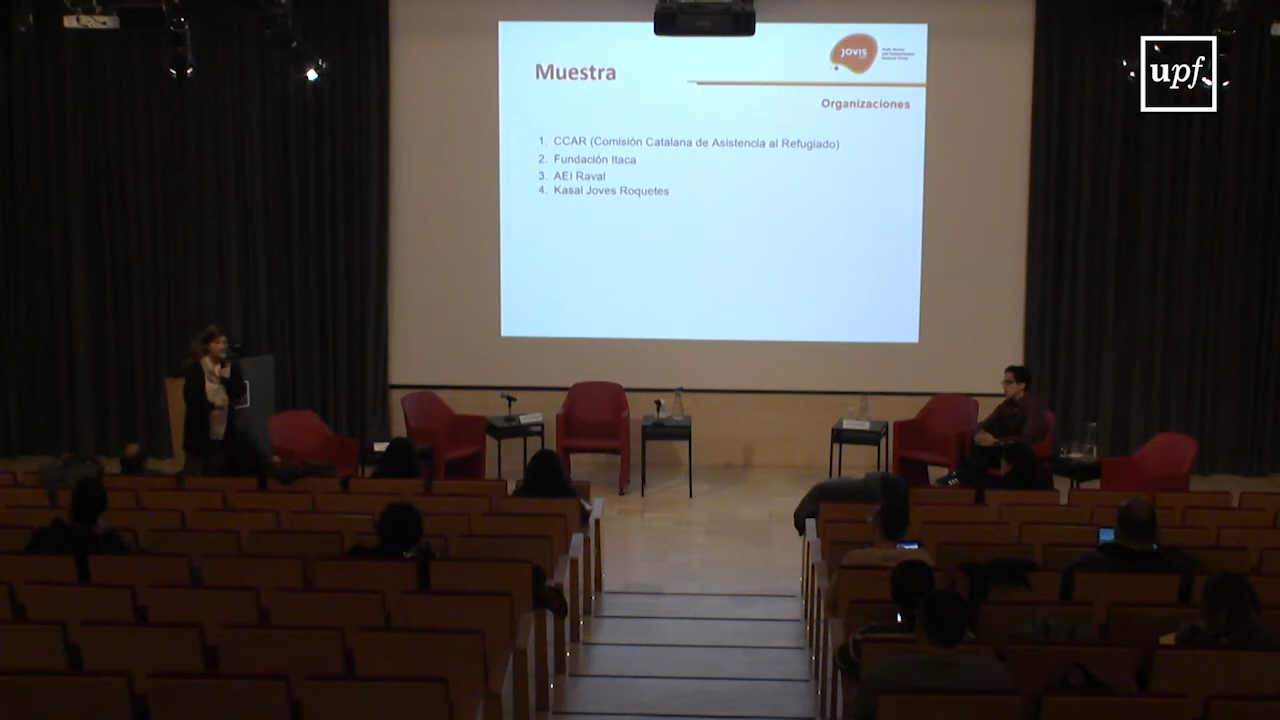 upf.
JOVIS
Muestra
Organizaciones
1. CCAR (Comisión Catalana de Asistencia al Refugiado)
2. Fundación Itaca
3. AEI Raval
4. Kasal Joves Roquetes